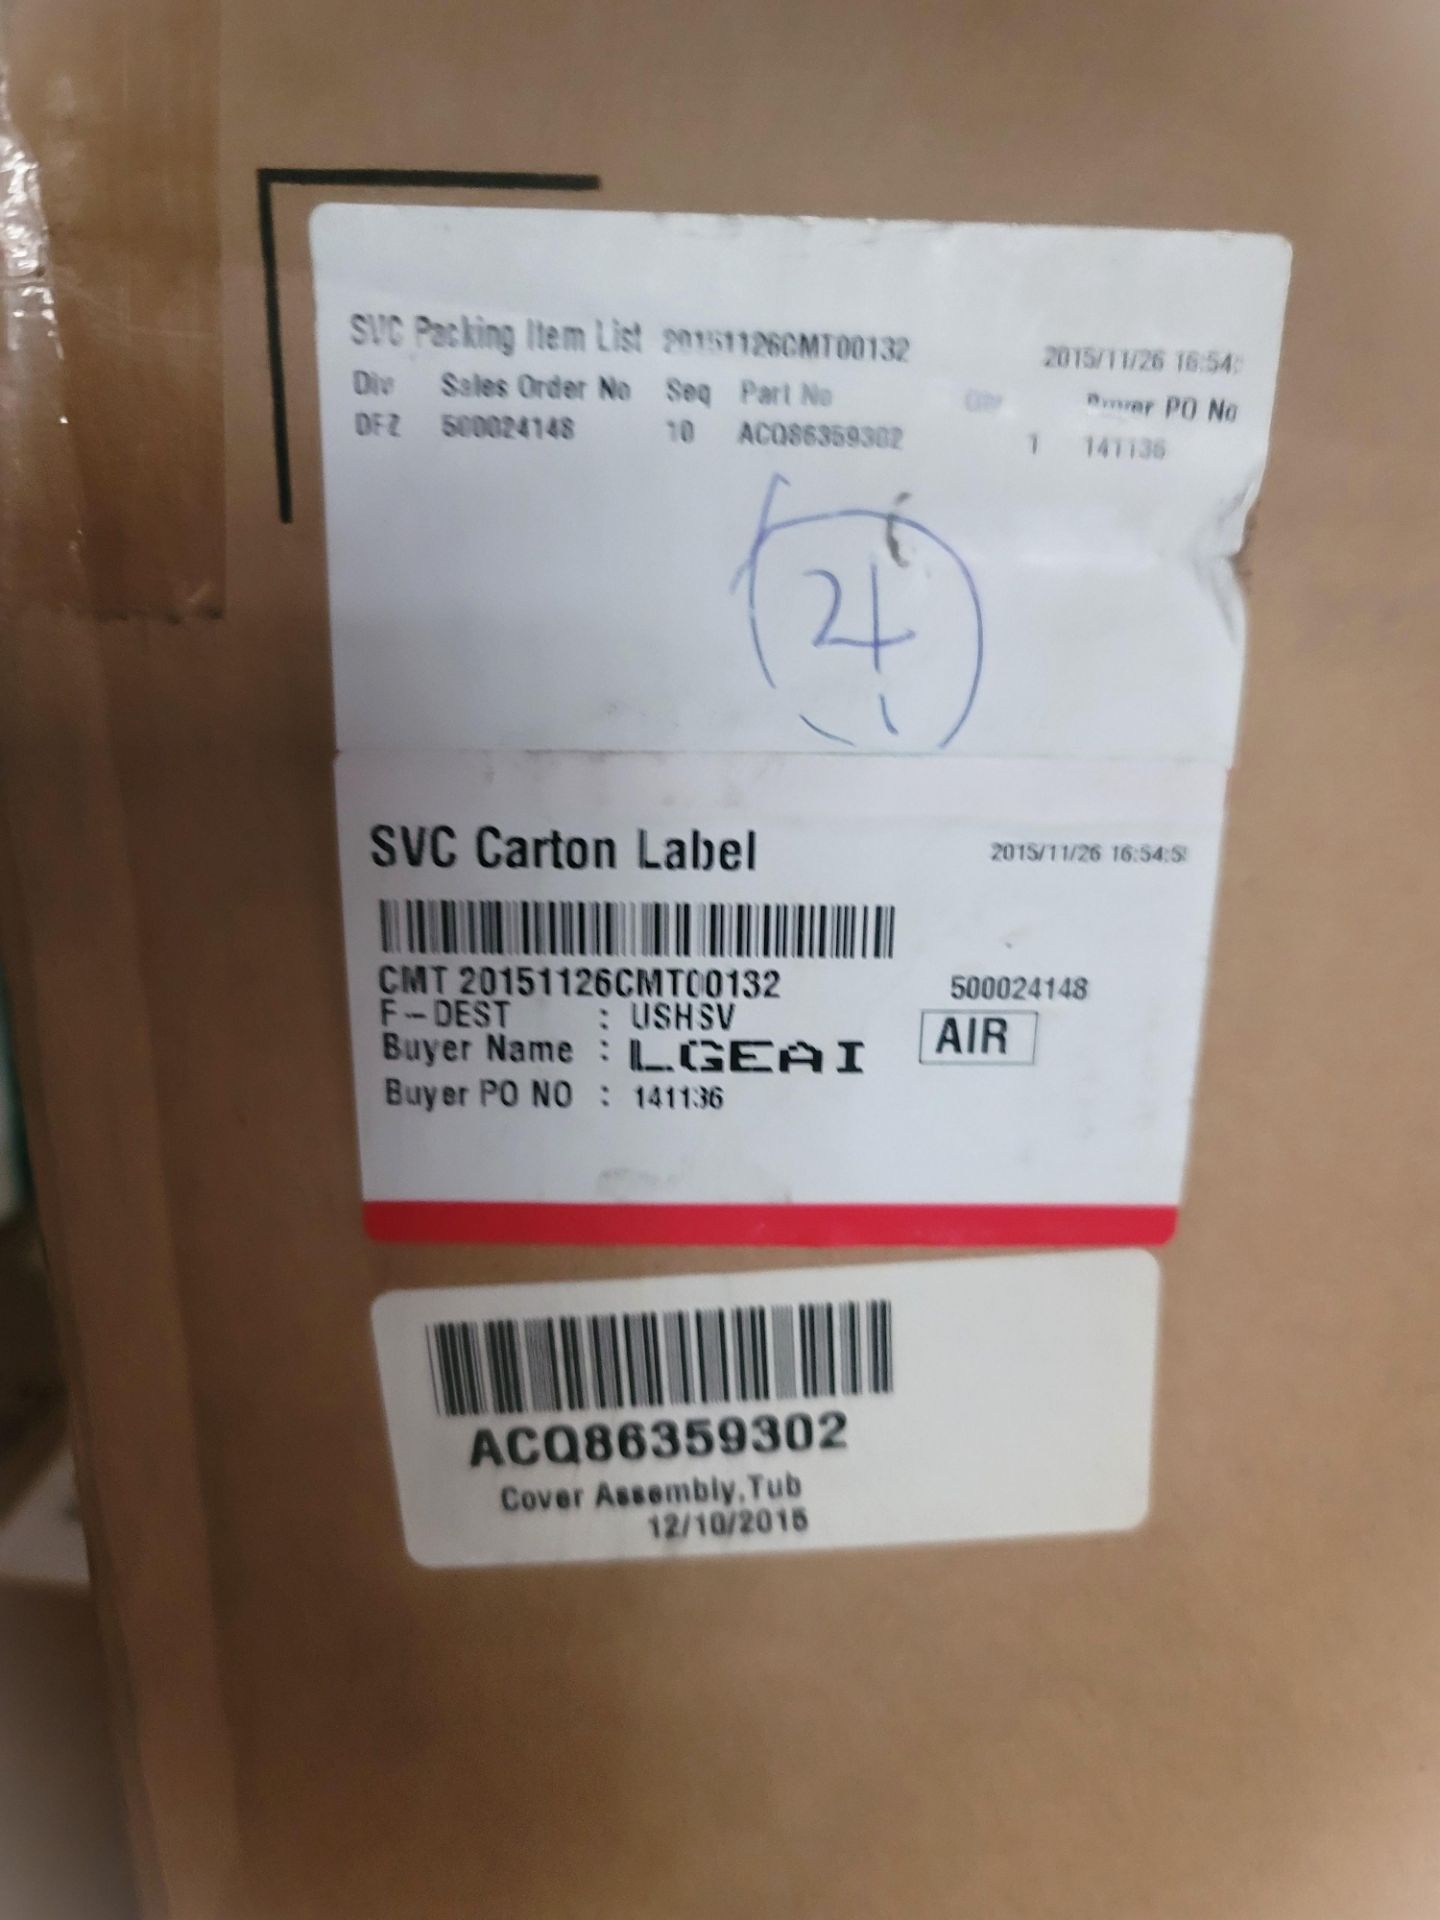 SVC Packing Item List 20151126CMT00132 2015/11/26 16:54:
Div Sales Order No Seq Part No Qty Buyer PO No
DFZ 500024148 10 ACQ86359302 1 141136
4
SVC Carton Label 2015/11/26 16:54:5
CMT 20151126CMT00132 500024148
F-DEST : USHSV AIR
Buyer Name : LGEAI
Buyer PO NO : 141136
ACQ86359302
Cover Assembly,Tub
12/10/2015